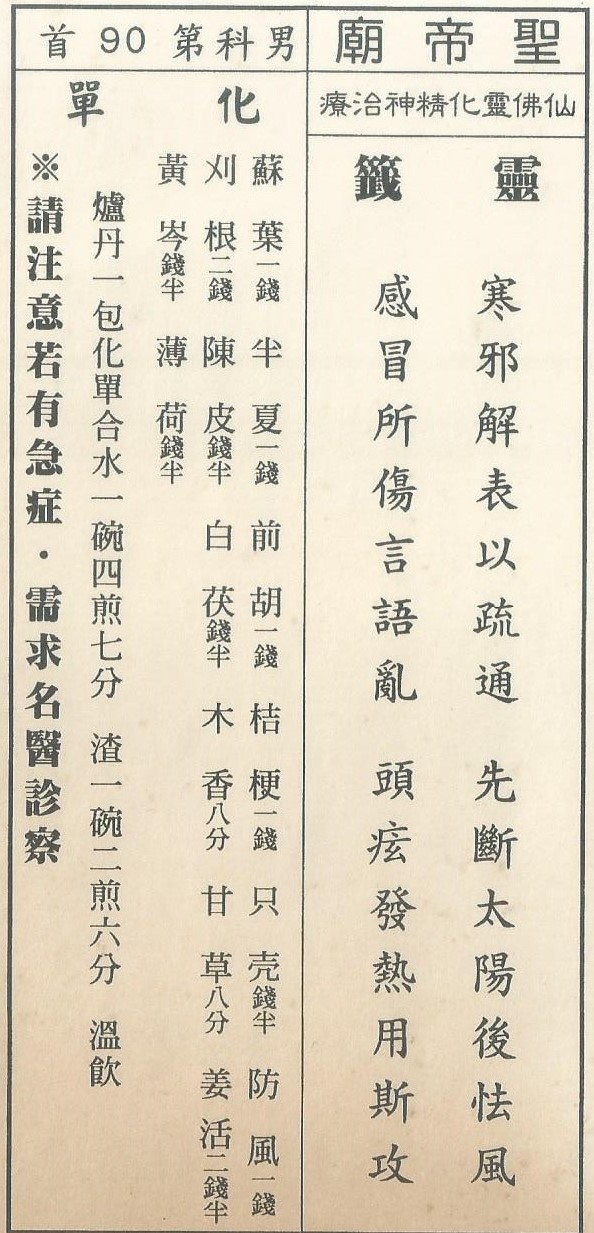 聖帝廟
仙佛靈化精神治療
靈籤
寒邪解表以疏通 先斷太陽後怯風
感冒所傷言語亂 頭痃發熱用斯攻
男科第90首
化單
蘇葉一錢 半夏一錢 前胡一錢 桔梗一錢 只壳錢半 防風一錢
刈根二錢 陳皮錢半 白茯錢半 木香八分 甘草八分 姜活二錢半
黃岑錢半 薄荷錢半
爐丹一包化單合水一碗四煎七分 渣一碗二煎六分 溫飲
※請注意若有急症・需求名醫診察